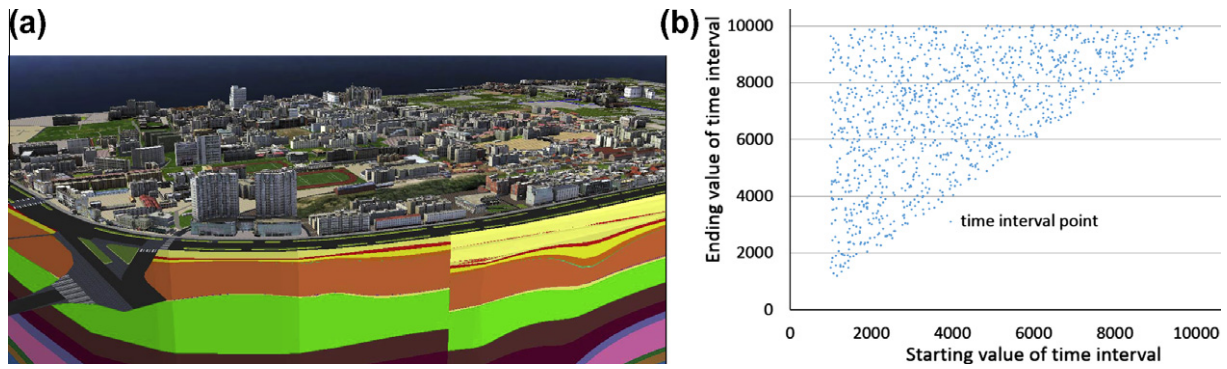 (a)
(b)
10000
8000
6000
4000
2000
0
Ending value of time interval
time interval point
0 2000 4000 6000 8000 10000
Starting value of time interval